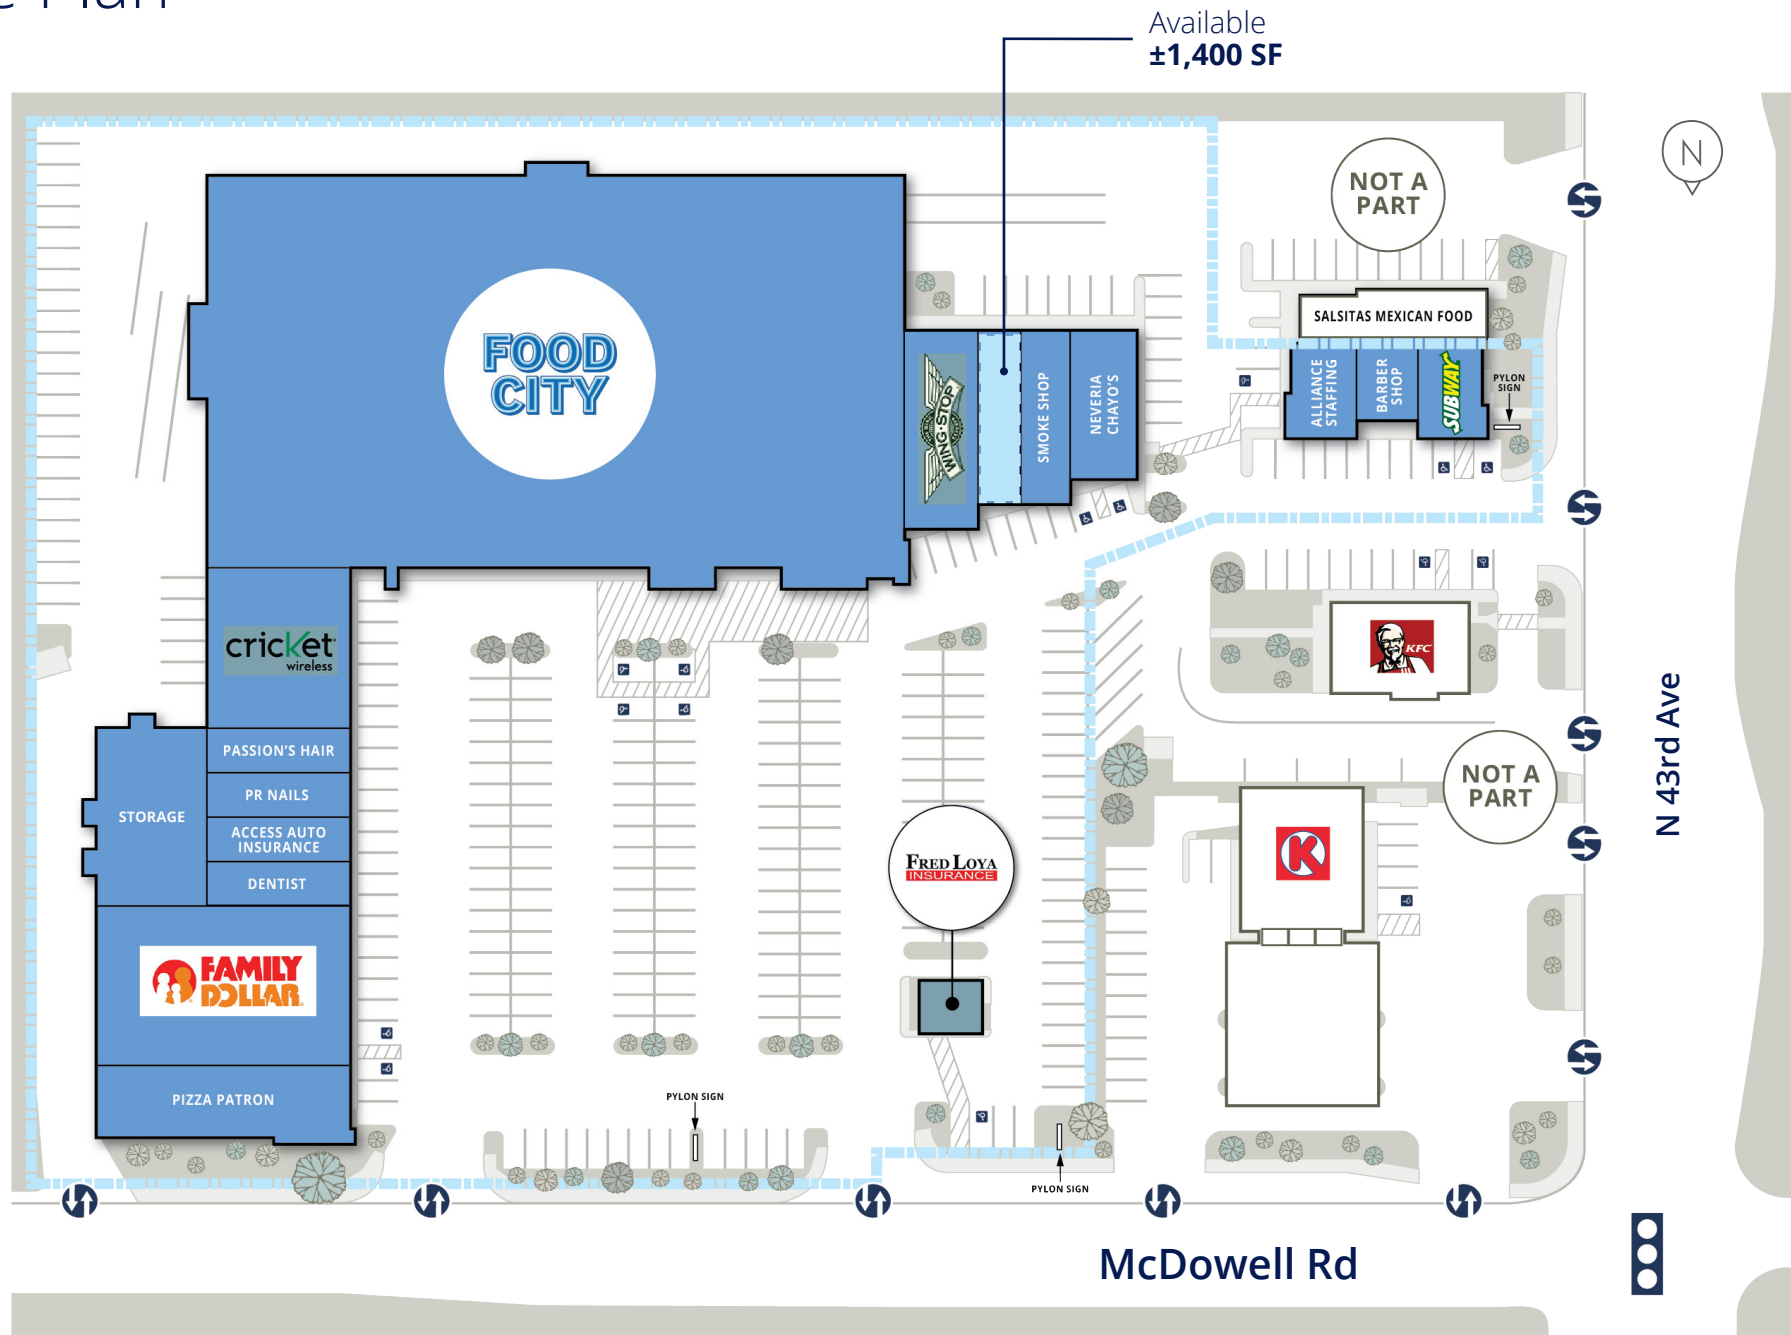 Available
±1,400 SF
N
NOT A
PART
SALSITAS MEXICAN FOOD
FOOD
CITY
WING-STOP
SMOKE SHOP
NEVERIA
CHAYO'S
ALLIANCE
STAFFING
BARBER
SHOP
SUBWAY
PYLON
SIGN
cricket
wireless
KFC
N 43rd Ave
PASSION'S HAIR
PR NAILS
ACCESS AUTO
INSURANCE
DENTIST
STORAGE
NOT A
PART
K
FRED LOYA
INSURANCE
FAMILY
DOLLAR
PIZZA PATRON
PYLON SIGN
PYLON SIGN
McDowell Rd